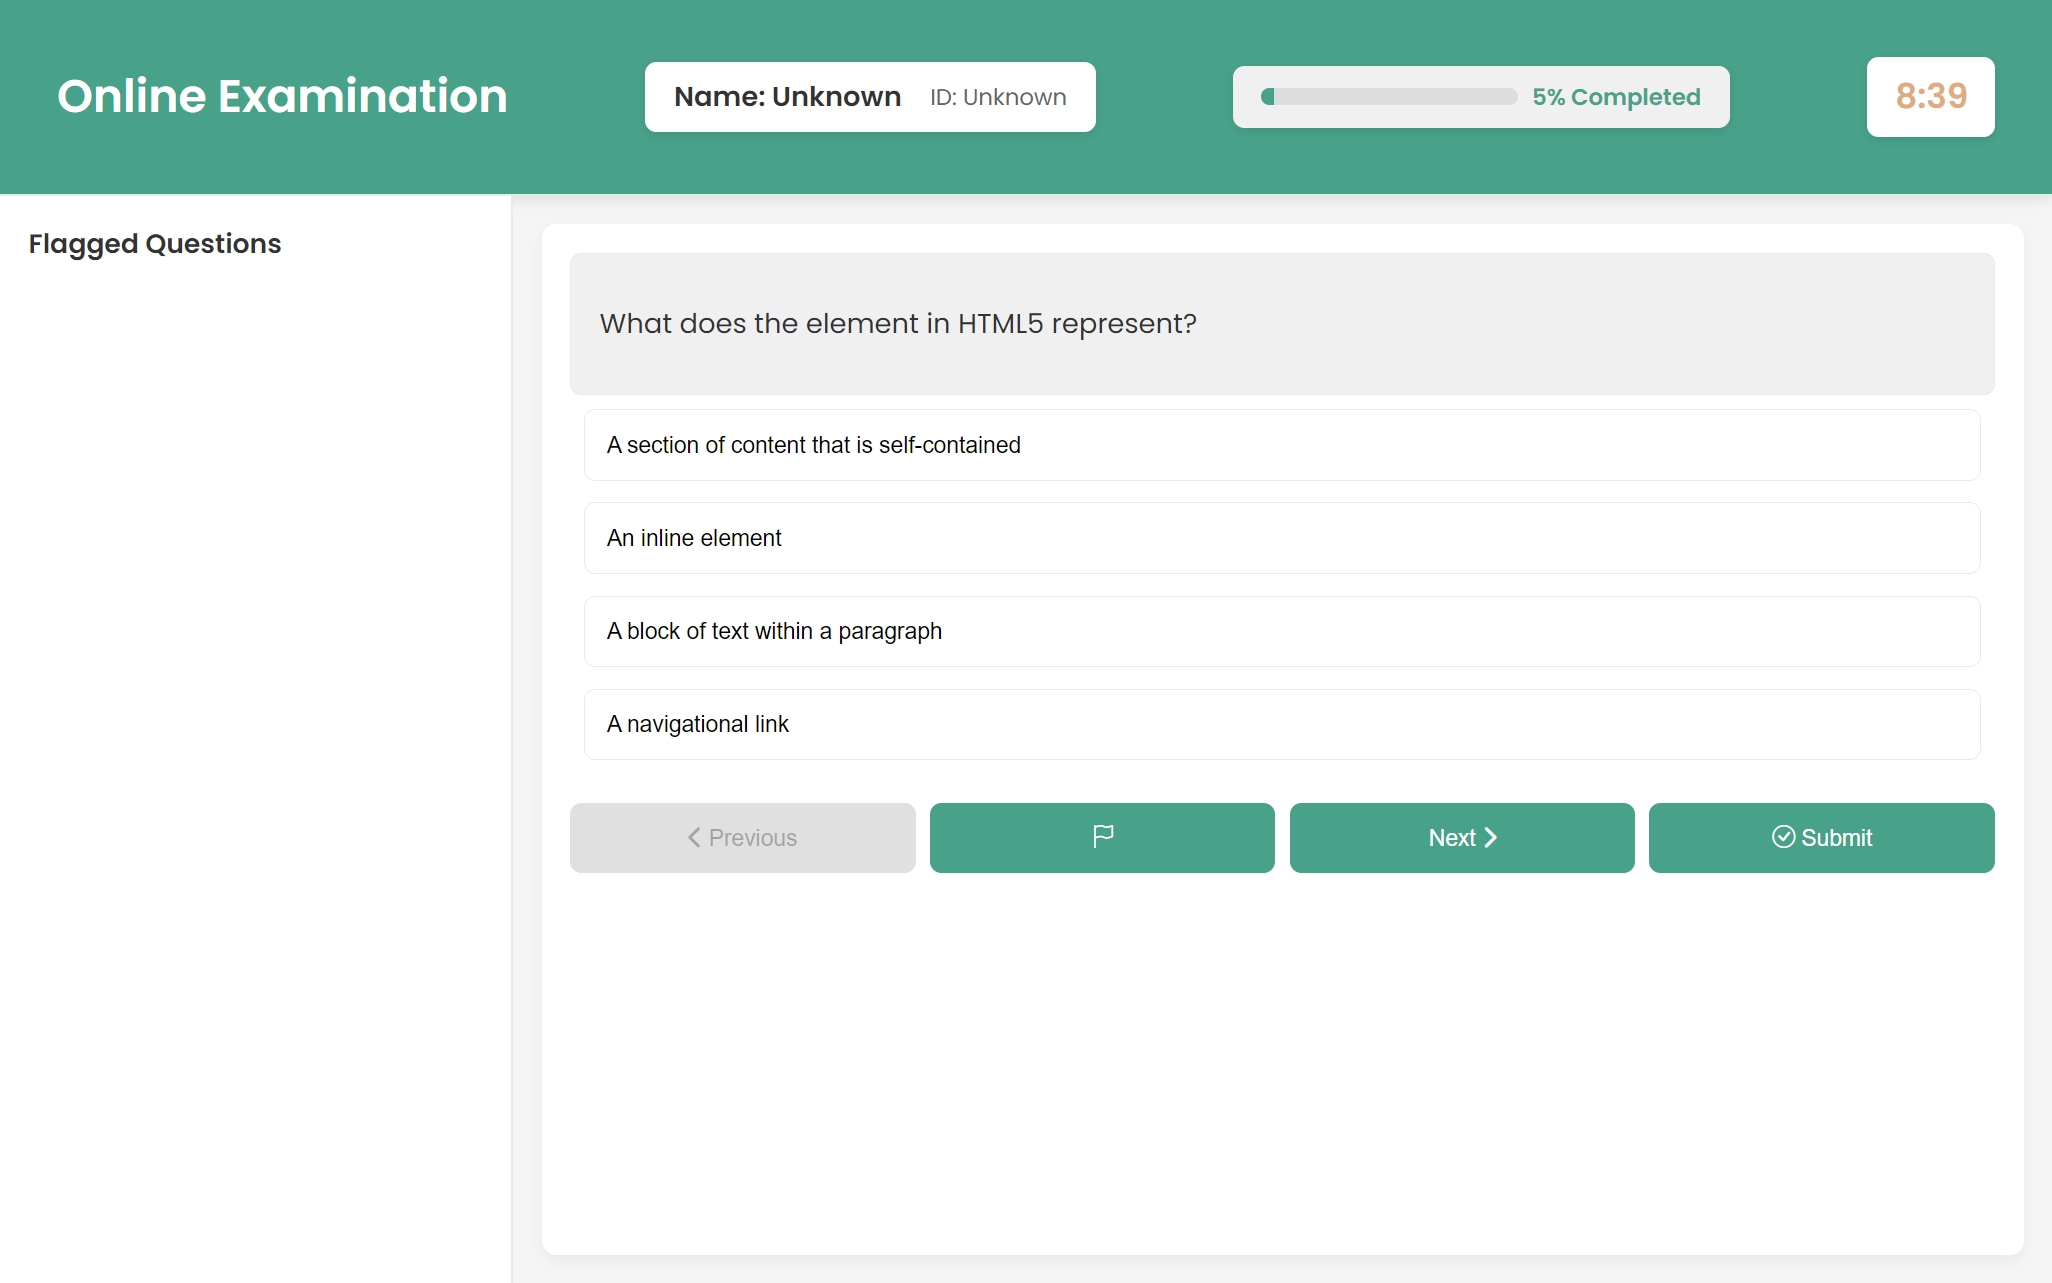 Online Examination
Name: Unknown ID: Unknown
5% Completed
8:39
Flagged Questions
What does the element in HTML5 represent?
A section of content that is self-contained
An inline element
A block of text within a paragraph
A navigational link
Previous
Next
Submit